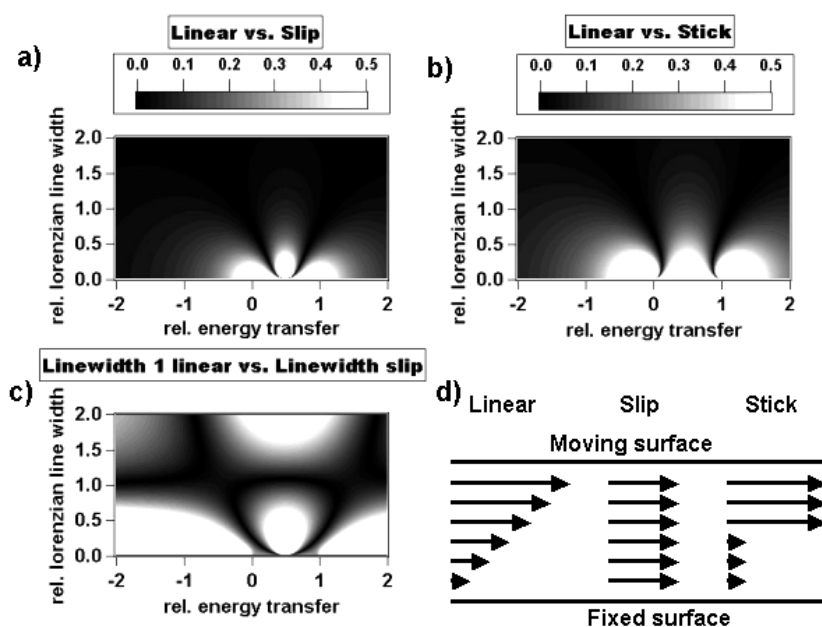 Linear vs. Slip
a)
0.0 0.1 0.2 0.3 0.4 0.5
rel. lorenzian line width
2.0
1.5
1.0
0.5
0.0
-2 -1 0 1 2
rel. energy transfer
Linear vs. Stick
b)
0.0 0.1 0.2 0.3 0.4 0.5
rel. lorenzian line width
2.0
1.5
1.0
0.5
0.0
-2 -1 0 1 2
rel. energy transfer
Linewidth 1 linear vs. Linewidth slip
c)
rel. lorenzian line width
2.0
1.5
1.0
0.5
0.0
-2 -1 0 1 2
rel. energy transfer
d)
Linear Slip Stick
Moving surface
Fixed surface